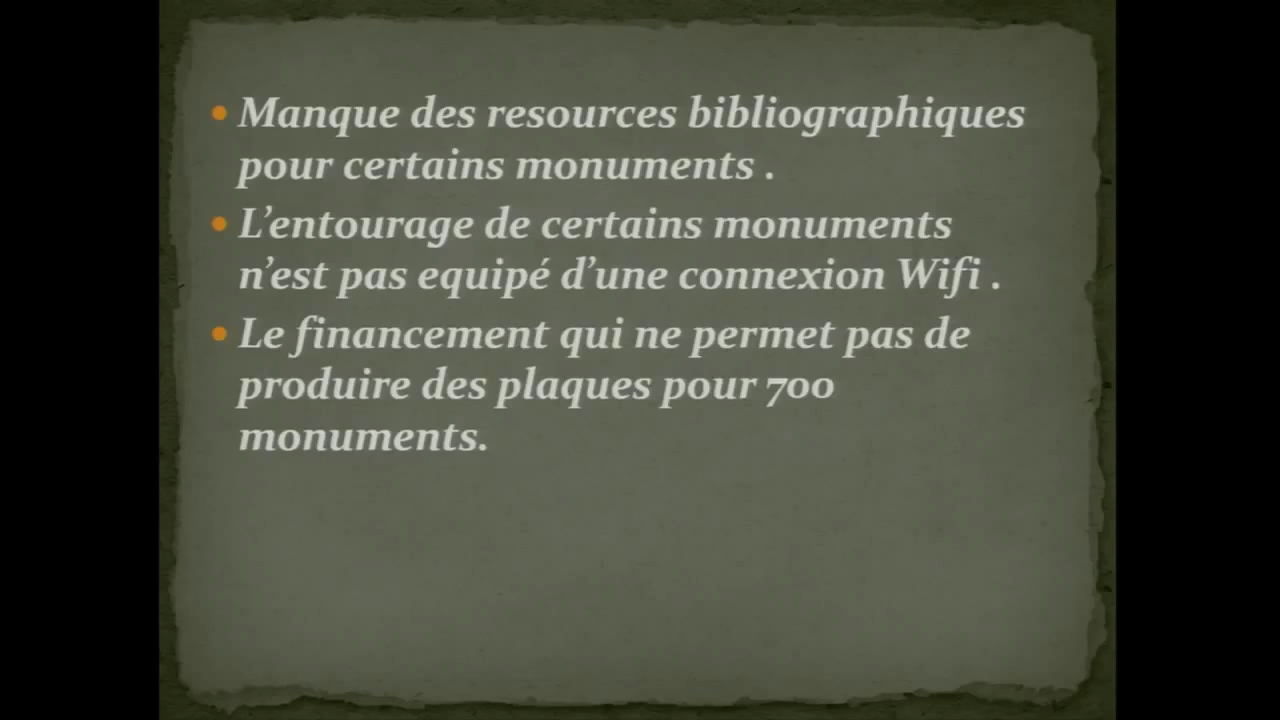 • Manque des resources bibliographiques
pour certains monuments .
• L’entourage de certains monuments
n’est pas equipé d’une connexion Wifi .
• Le financement qui ne permet pas de
produire des plaques pour 700
monuments.